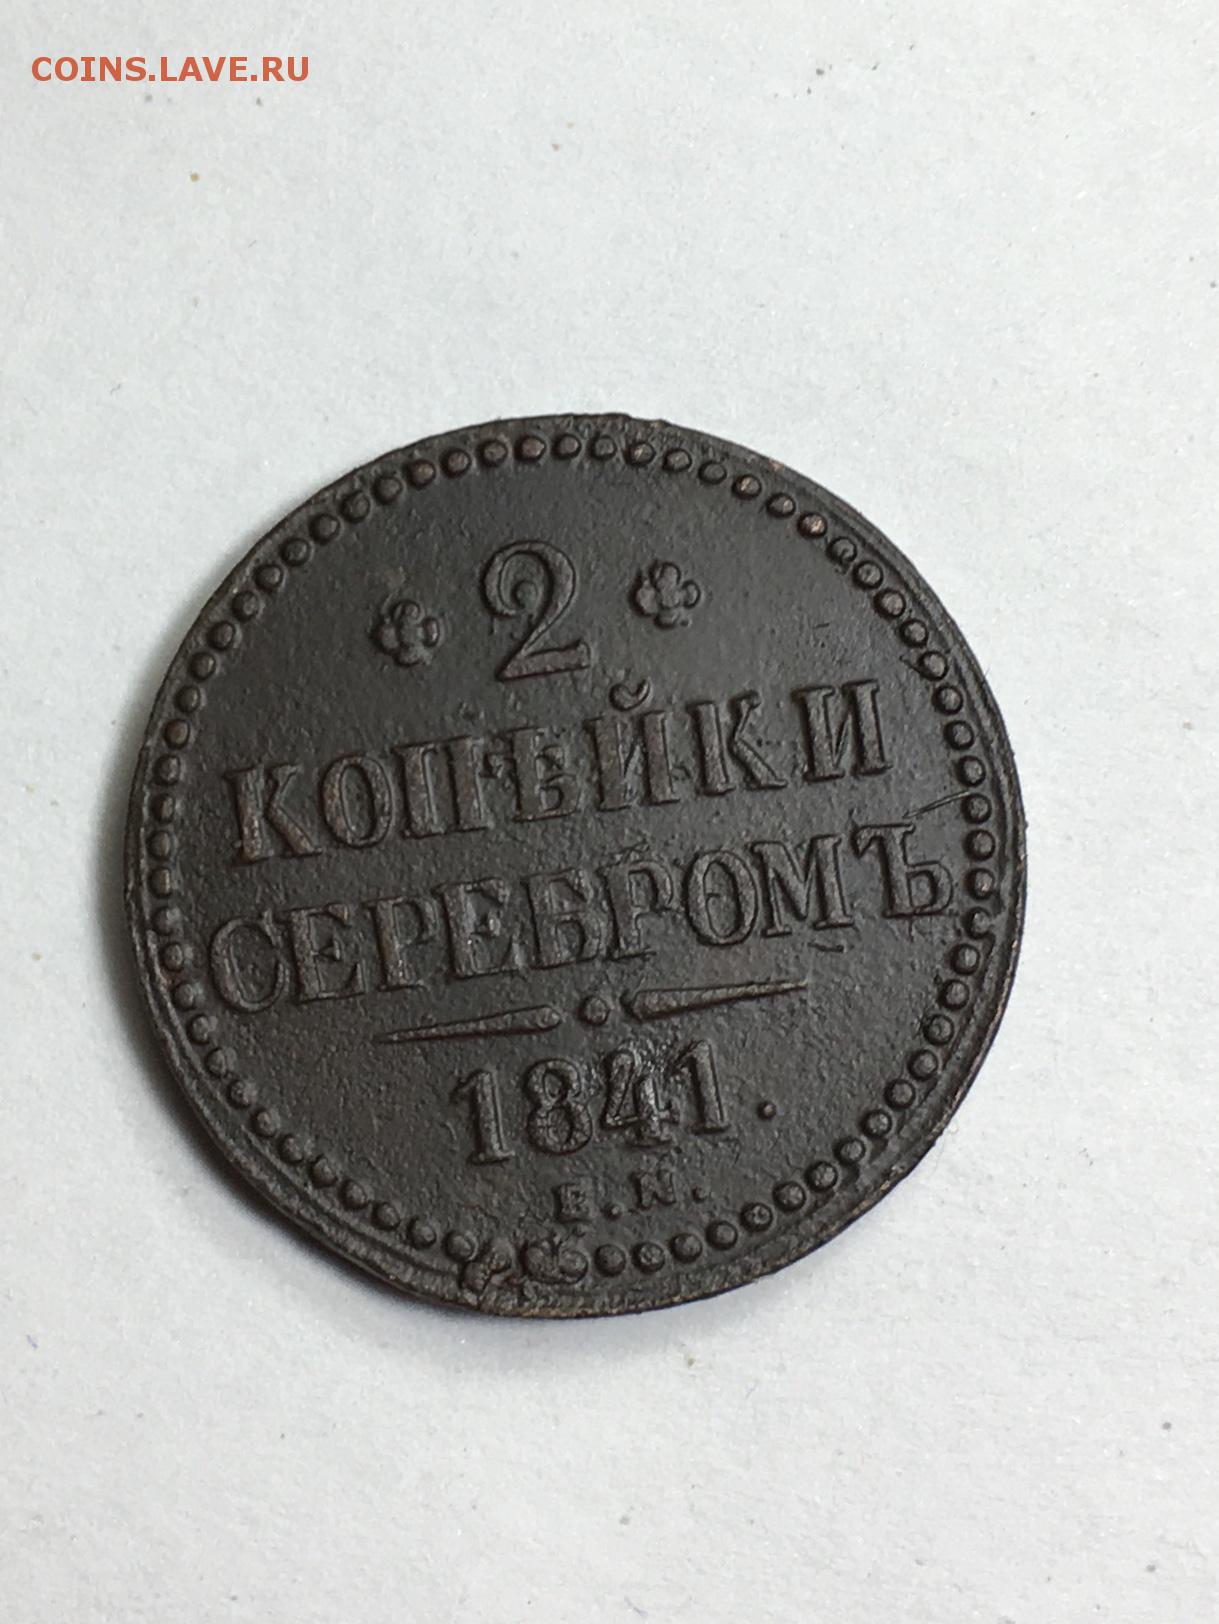 COINS.LAVE.RU
2
КОПѢЙКИ
СЕРЕБРОМЪ
1841.
Е.М.